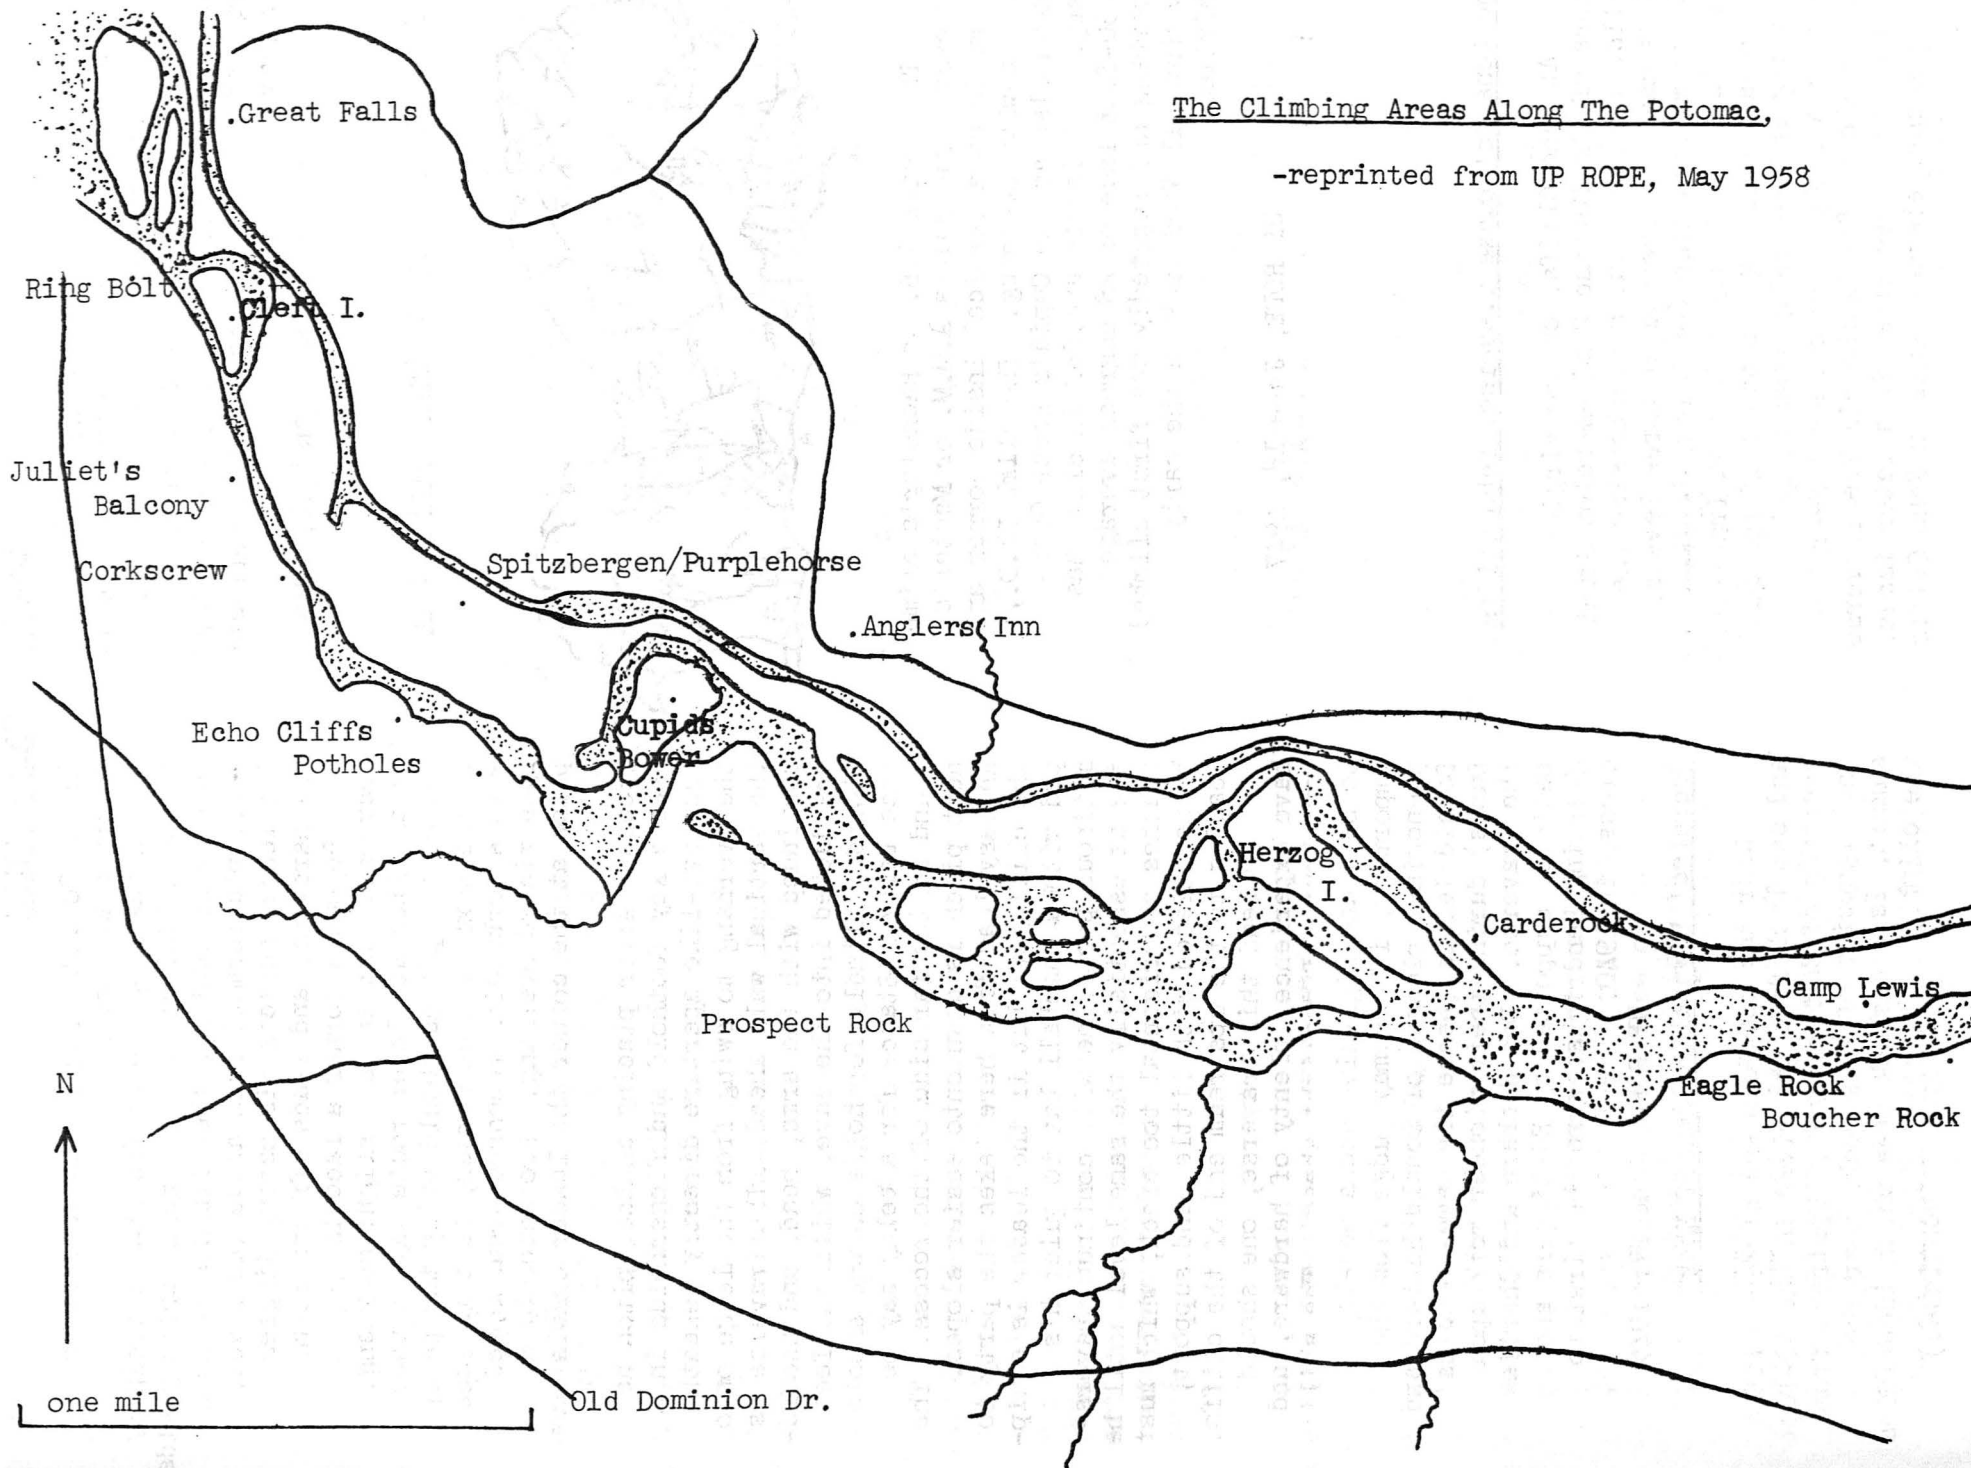 The Climbing Areas Along The Potomac,
-reprinted from UP ROPE, May 1958
.Great Falls
Ring Bolt
Cleft I.
Juliet's
Balcony
Corkscrew
Spitzbergen/Purplehorse
.Anglers Inn
Echo Cliffs
Potholes
Cupids
Bower
Herzog
I.
Carderock
Prospect Rock
Camp Lewis
Eagle Rock
Boucher Rock
N
one mile
Old Dominion Dr.